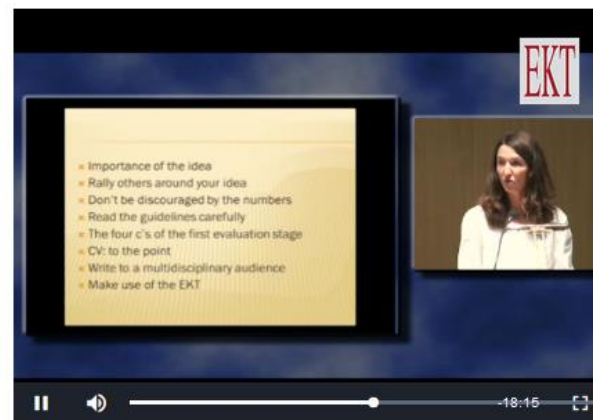 EKT
Importance of the idea
Rally others around your idea
Don't be discouraged by the numbers
Read the guidelines carefully
The four c's of the first evaluation stage
CV: to the point
Write to a multidisciplinary audience
Make use of the EKT
-18:15